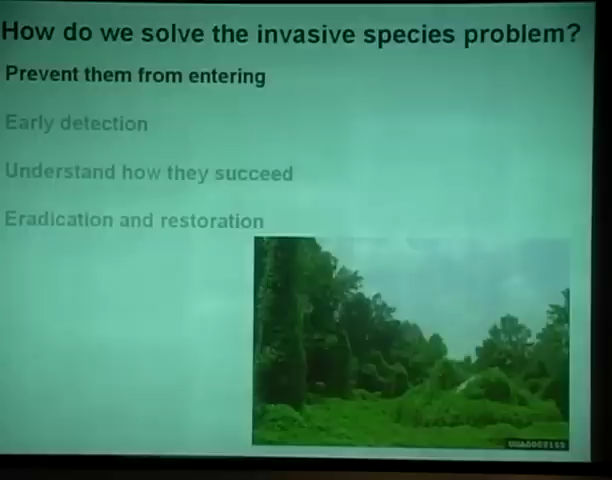 How do we solve the invasive species problem?
Prevent them from entering
Early detection
Understand how they succeed
Eradication and restoration